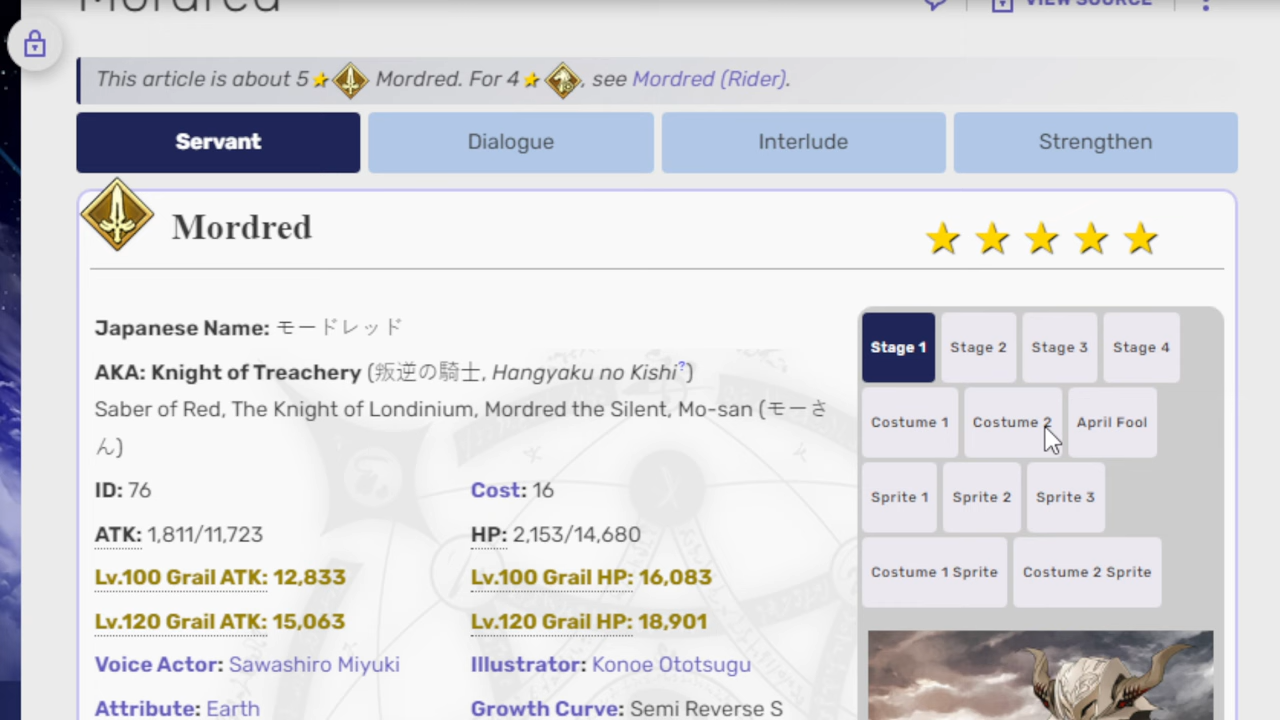 Mordred
VIEW SOURCE
This article is about 5 Mordred. For 4 , see Mordred (Rider).
Servant
Dialogue
Interlude
Strengthen
Mordred
Japanese Name: モードレッド
AKA: Knight of Treachery (叛逆の騎士, Hangyaku no Kishi?)
Saber of Red, The Knight of Londinium, Mordred the Silent, Mo-san (モーさ
ん)
ID: 76
Cost: 16
ATK: 1,811/11,723
HP: 2,153/14,680
Lv.100 Grail ATK: 12,833
Lv.100 Grail HP: 16,083
Lv.120 Grail ATK: 15,063
Lv.120 Grail HP: 18,901
Voice Actor: Sawashiro Miyuki
Illustrator: Konoe Ototsugu
Attribute: Earth
Growth Curve: Semi Reverse S
Stage 1
Stage 2
Stage 3
Stage 4
Costume 1
Costume 2
April Fool
Sprite 1
Sprite 2
Sprite 3
Costume 1 Sprite
Costume 2 Sprite